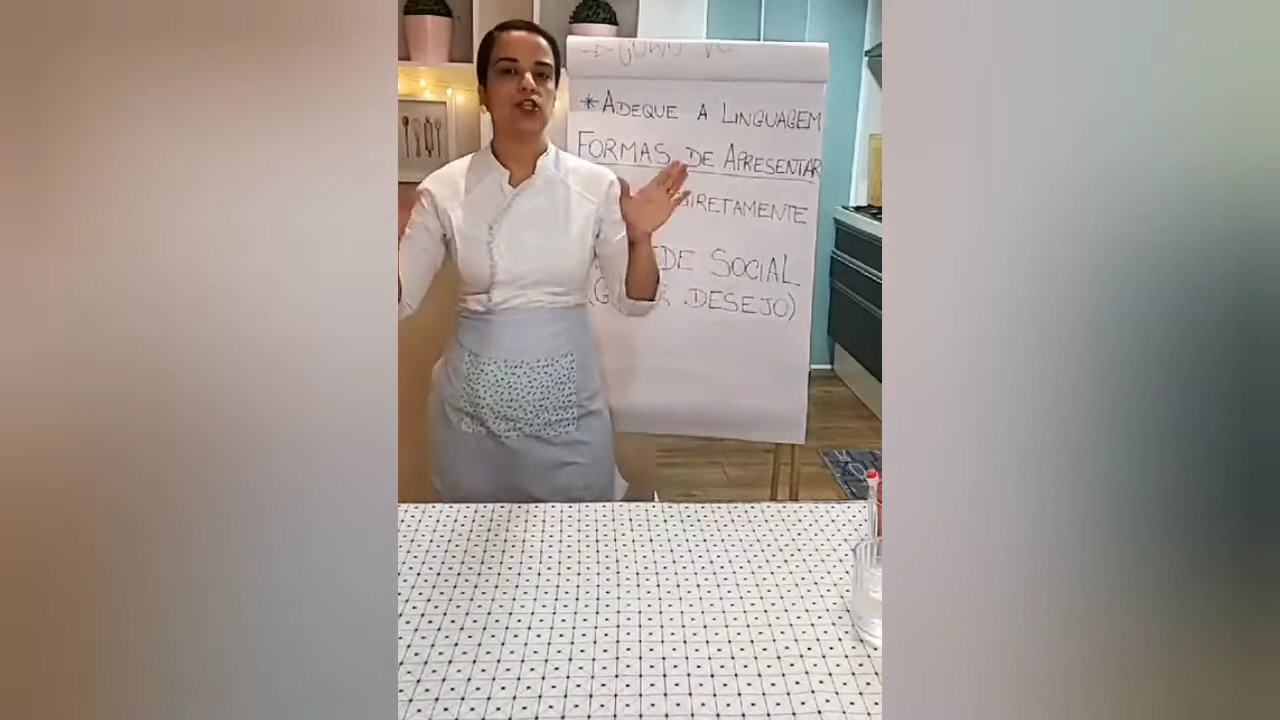 * ADEQUE A LINGUAGEM
FORMAS DE APRESENTAR
DIRETAMENTE
DE SOCIAL
DESEJO)